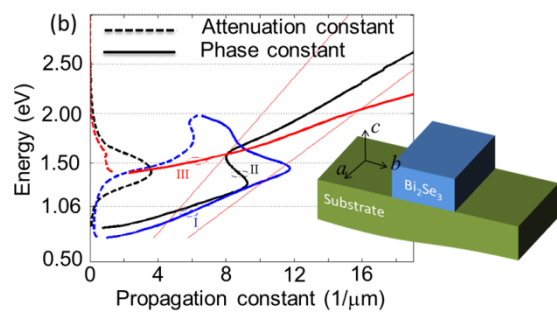 (b)
Attenuation constant
Phase constant
2.50
2.00
1.50
1.06
0.50
Energy (eV)
III
II
I
0 4 8 12 16
Propagation constant (1/μm)
c
a b
Bi₂Se₃
Substrate